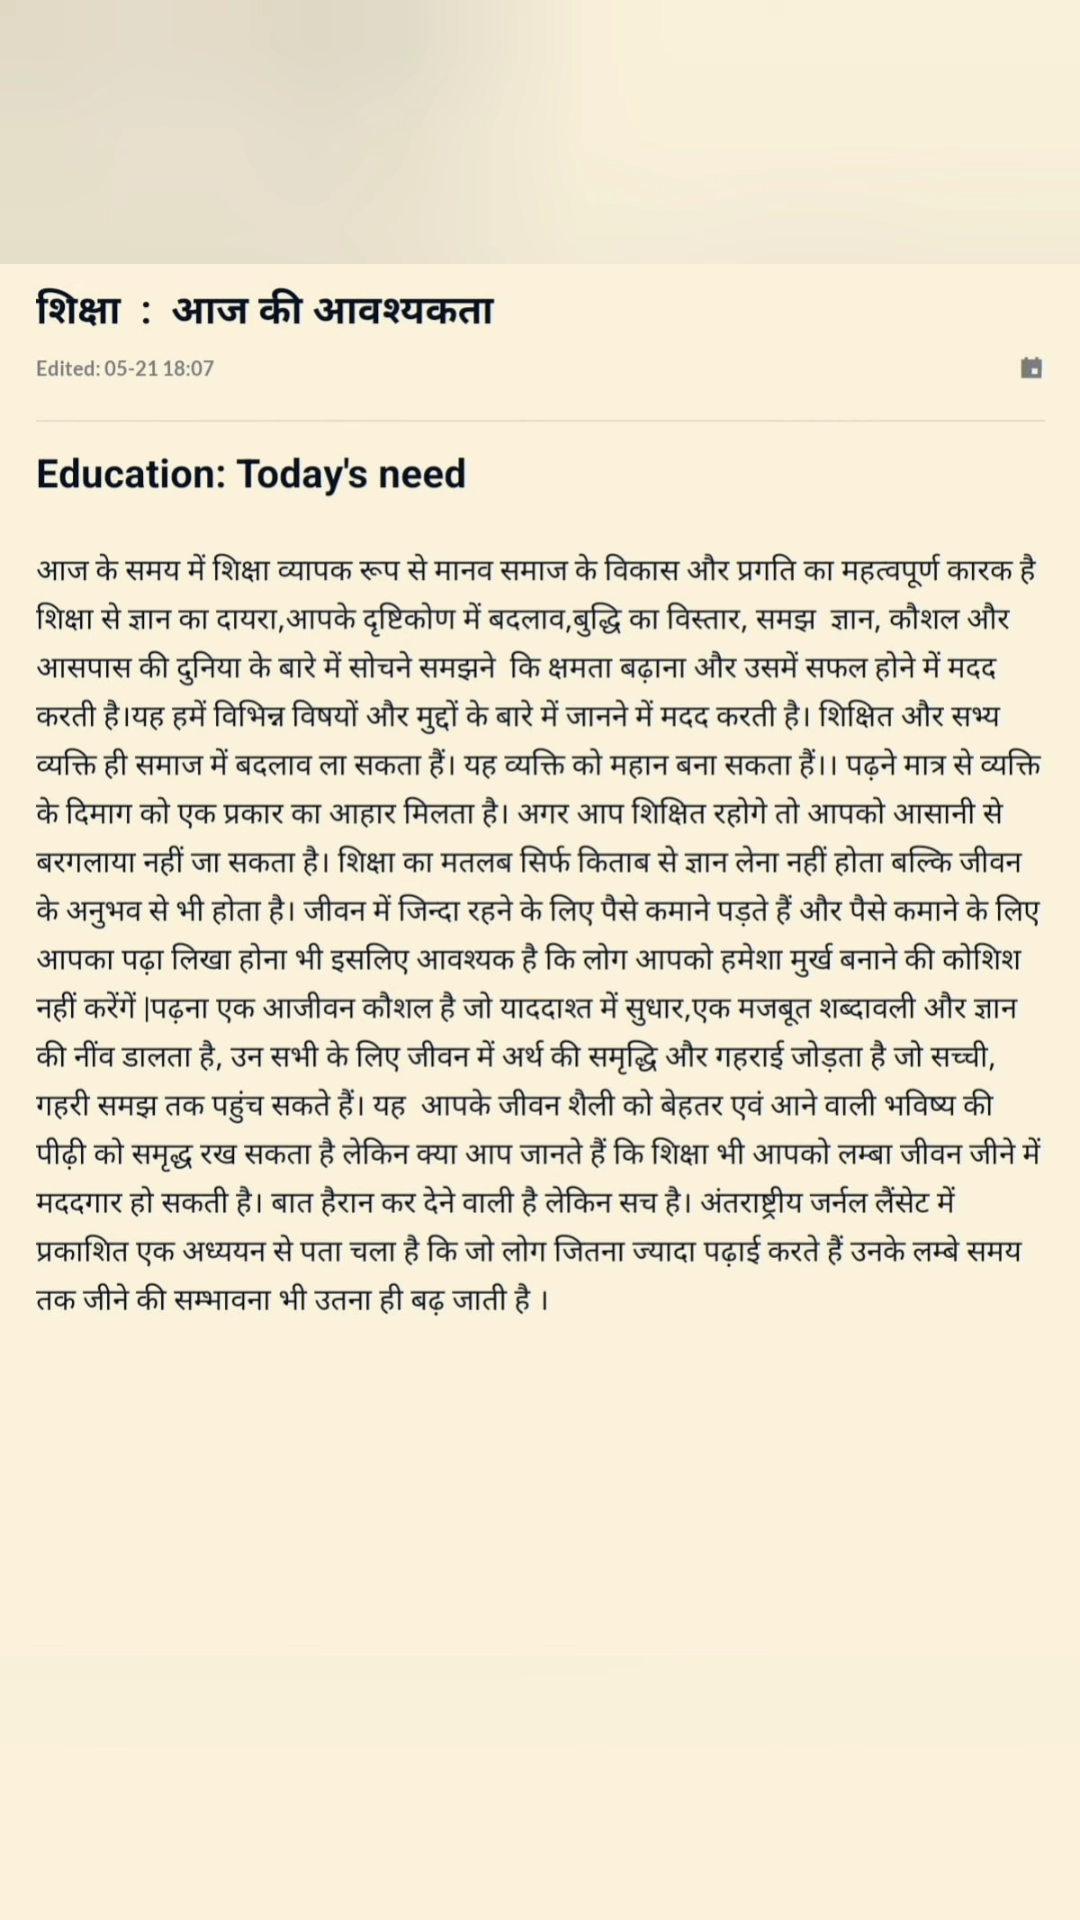 शिक्षा : आज की आवश्यकता
Edited: 05-21 18:07
Education: Today's need
आज के समय में शिक्षा व्यापक रूप से मानव समाज के विकास और प्रगति का महत्वपूर्ण कारक है
शिक्षा से ज्ञान का दायरा,आपके दृष्टिकोण में बदलाव,बुद्धि का विस्तार, समझ ज्ञान, कौशल और
आसपास की दुनिया के बारे में सोचने समझने कि क्षमता बढ़ाना और उसमें सफल होने में मदद
करती है।यह हमें विभिन्न विषयों और मुद्दों के बारे में जानने में मदद करती है। शिक्षित और सभ्य
व्यक्ति ही समाज में बदलाव ला सकता हैं। यह व्यक्ति को महान बना सकता हैं।। पढ़ने मात्र से व्यक्ति
के दिमाग को एक प्रकार का आहार मिलता है। अगर आप शिक्षित रहोगे तो आपको आसानी से
बरगलाया नहीं जा सकता है। शिक्षा का मतलब सिर्फ किताब से ज्ञान लेना नहीं होता बल्कि जीवन
के अनुभव से भी होता है। जीवन में जिन्दा रहने के लिए पैसे कमाने पड़ते हैं और पैसे कमाने के लिए
आपका पढ़ा लिखा होना भी इसलिए आवश्यक है कि लोग आपको हमेशा मुर्ख बनाने की कोशिश
नहीं करेंगें |पढ़ना एक आजीवन कौशल है जो याददाश्त में सुधार,एक मजबूत शब्दावली और ज्ञान
की नींव डालता है, उन सभी के लिए जीवन में अर्थ की समृद्धि और गहराई जोड़ता है जो सच्ची,
गहरी समझ तक पहुंच सकते हैं। यह आपके जीवन शैली को बेहतर एवं आने वाली भविष्य की
पीढ़ी को समृद्ध रख सकता है लेकिन क्या आप जानते हैं कि शिक्षा भी आपको लम्बा जीवन जीने में
मददगार हो सकती है। बात हैरान कर देने वाली है लेकिन सच है। अंतराष्ट्रीय जर्नल लैंसेट में
प्रकाशित एक अध्ययन से पता चला है कि जो लोग जितना ज्यादा पढ़ाई करते हैं उनके लम्बे समय
तक जीने की सम्भावना भी उतना ही बढ़ जाती है ।